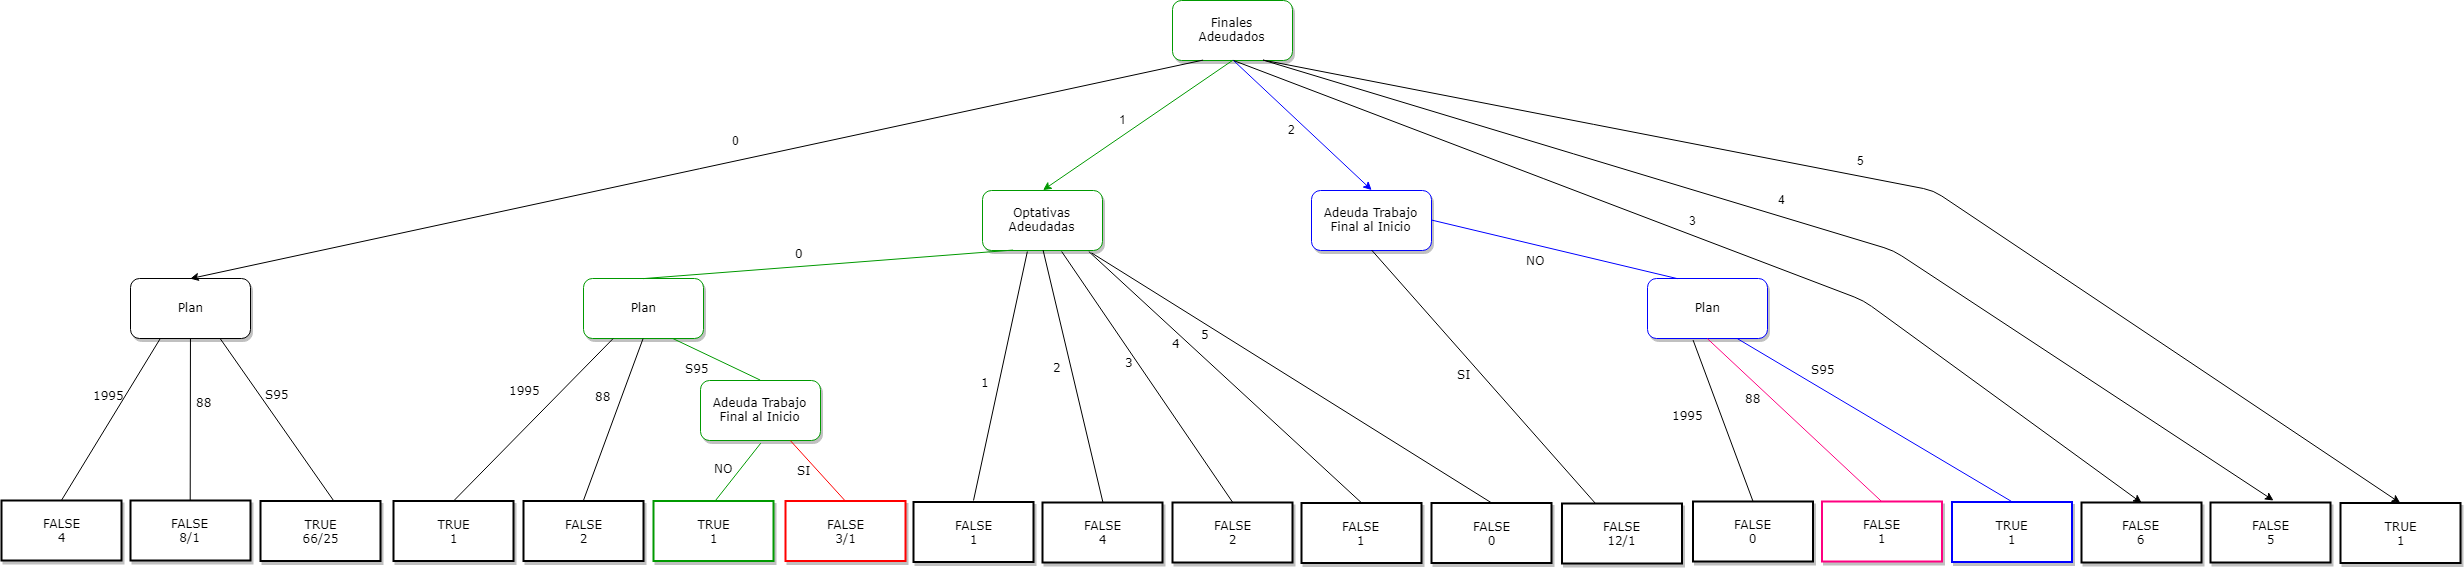 Finales
Adeudados
0
1
2
3
4
5
Optativas
Adeudadas
Adeuda Trabajo
Final al Inicio
0
NO
Plan
Plan
Plan
1995
88
S95
1995
88
S95
1
2
3
4
5
SI
1995
88
S95
Adeuda Trabajo
Final al Inicio
NO
SI
FALSE
4
FALSE
8/1
TRUE
66/25
TRUE
1
FALSE
2
TRUE
1
FALSE
3/1
FALSE
1
FALSE
4
FALSE
2
FALSE
1
FALSE
0
FALSE
12/1
FALSE
0
FALSE
1
TRUE
1
FALSE
6
FALSE
5
TRUE
1